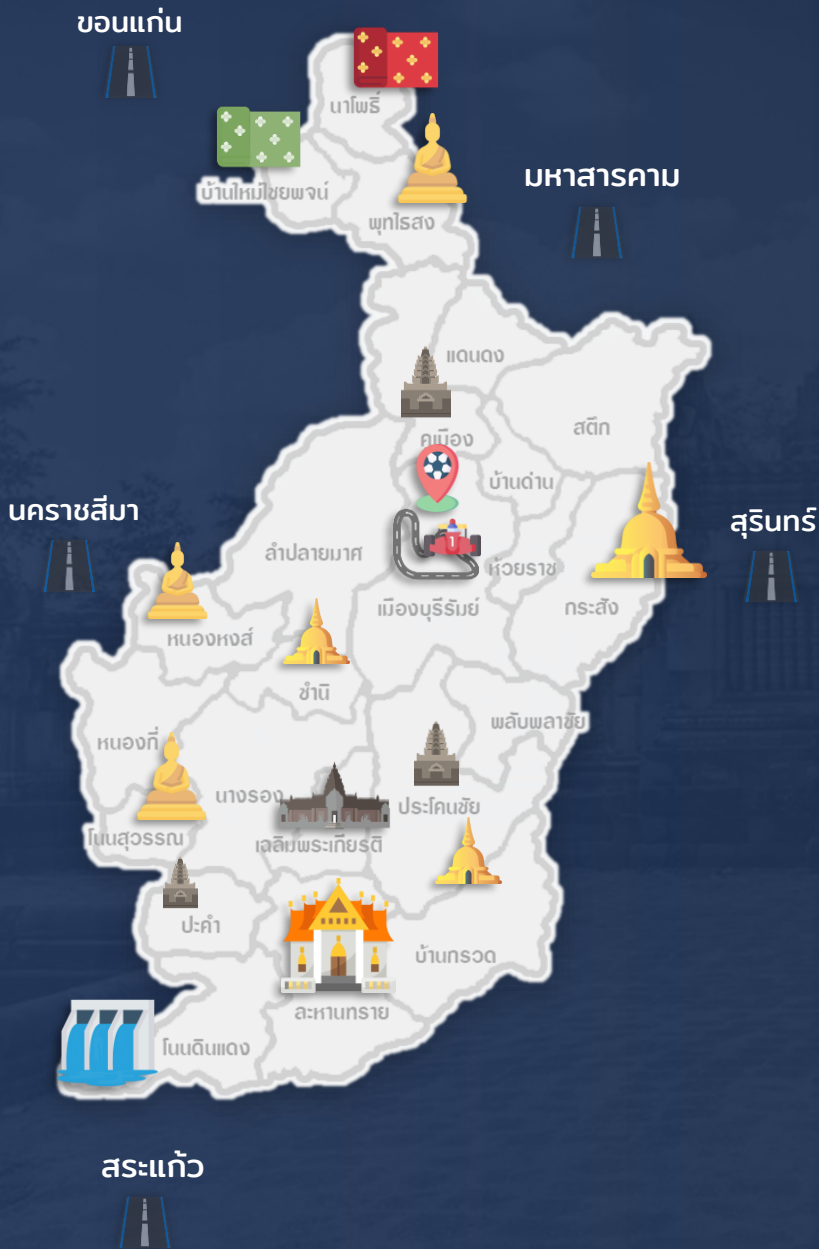 ขอนแก่น
นาโพธิ์
บ้านใหม่ไชยพจน์
มหาสารคาม
พุทไธสง
แดนดง
สตึก
คูเมือง
บ้านด่าน
นคราชสีมา
สุรินทร์
ลำปลายมาศ
1
ห้วยราช
เมืองบุรีรัมย์
กระสัง
หนองหงส์
ชำนิ
พลับพลาชัย
หนองกี่
นางรอง
ประโคนชัย
โนนสุวรรณ
เฉลิมพระเกียรติ
ปะคำ
บ้านกรวด
ละหานทราย
โนนดินแดง
สระแก้ว